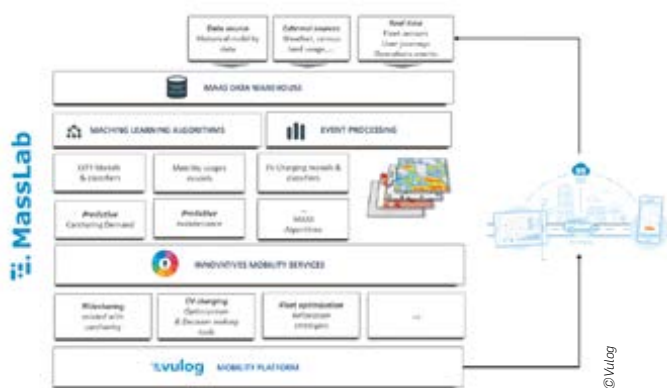 Data source
Historical mobility
data
External sources
Weather, census
land usage....
Real time
Fleet sensors
User journeys
Operations events
MAAS DATA WAREHOUSE
MACHING LEARNING ALGORITHMS
EVENT PROCESSING
models
& classifiers
Mobility usages
models
EV Charging models &
classifiers
Predictive
Carsharing Demand
Predictive
maintenance
...
MAAS
Algorithms
INNOVATIVES MOBILITY SERVICES
Ridesharing
mixed with
carsharing
EV charging
Optimization
& Decision making
tools
Fleet optimization
Relocation
strategies
...
vulog MOBILITY PLATFORM
MassLab
©Vulog